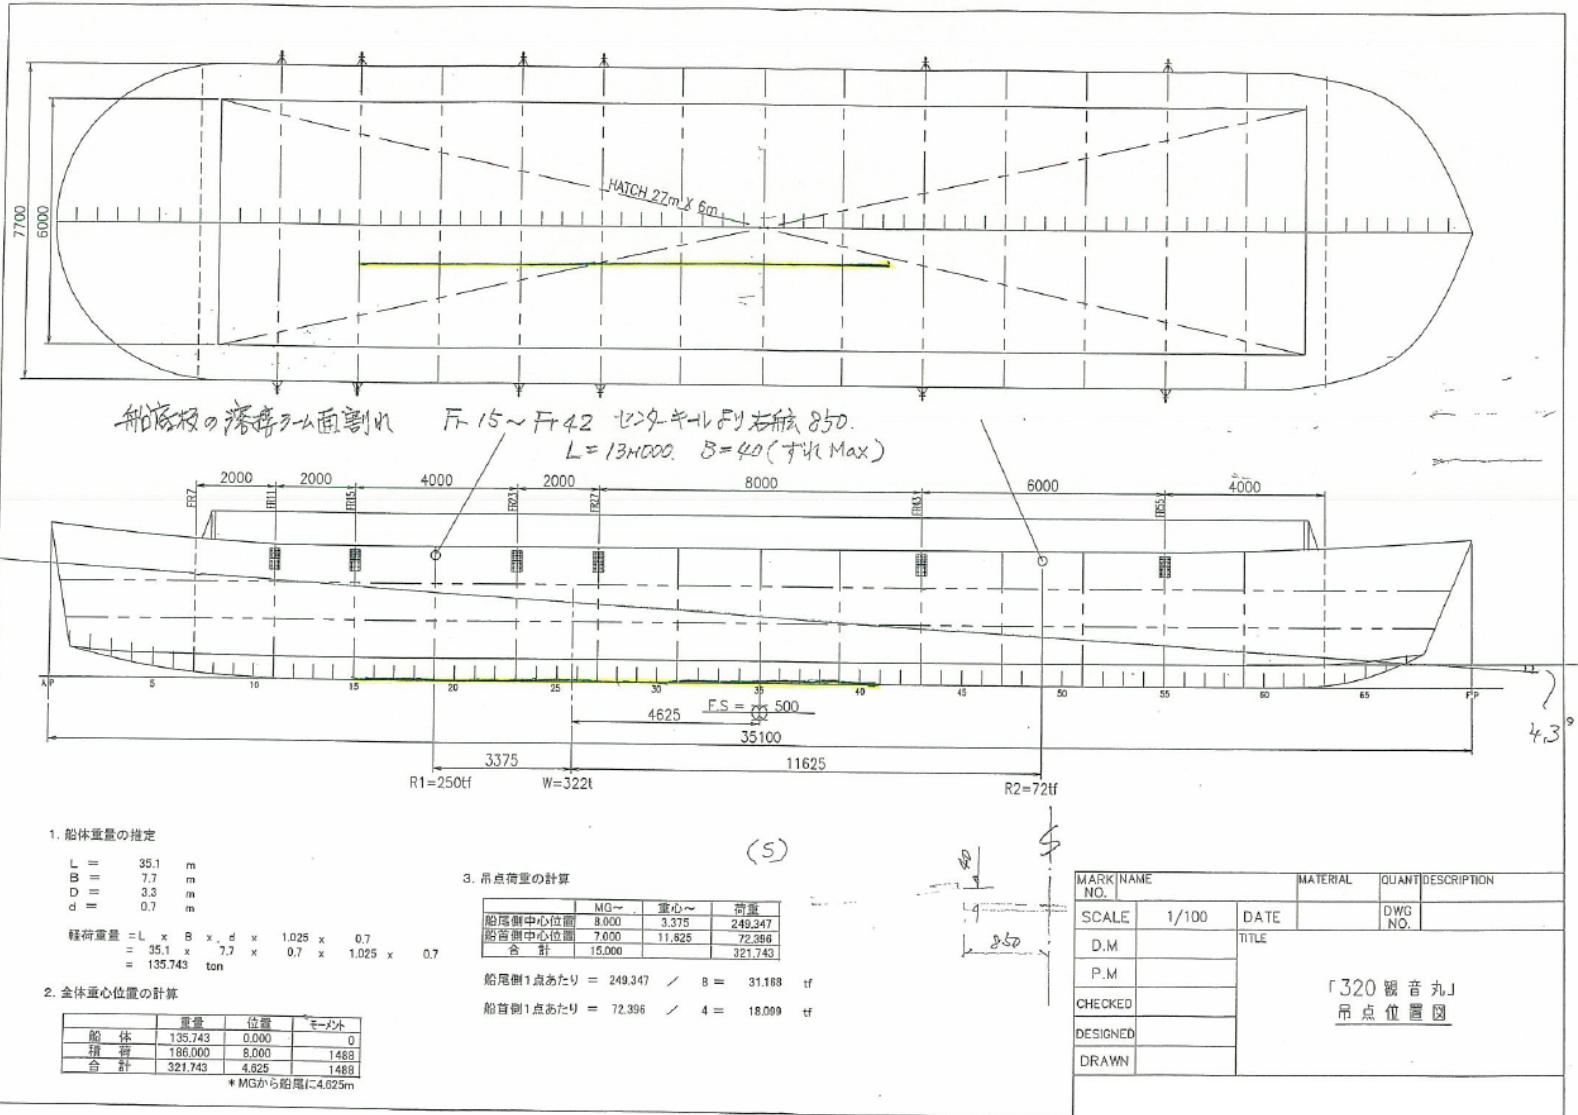 7700
6000
HATCH 27m X 6m
船底板の溶接ラーム面割れ Fr 15～Fr 42 センターキールより右舷 850.
L=13M000. B=40(ずれ Max)
2000 2000 4000 2000 8000 6000 4000
FR7 FR11 FR15 FR23 FR27 FR43 FR55
A P 5 10 15 20 25 30 35 40 45 50 55 60 65 F P
F.S = 500
4625
35100
4.3°
3375 11625
R1=250tf W=322t R2=72tf
1. 船体重量の推定
L = 35.1 m
B = 7.7 m
D = 3.3 m
d = 0.7 m
軽荷重量 = L x B x d x 1.025 x 0.7
= 35.1 x 7.7 x 0.7 x 1.025 x 0.7
= 135.743 ton
2. 全体重心位置の計算
重量 位置 モーメント
船 体 135.743 0.000 0
積 荷 186.000 8.000 1488
合 計 321.743 4.625 1488
* MGから船尾に4.625m
(S)
3. 吊点荷重の計算
MG～ 重心～ 荷重
船尾側中心位置 8.000 3.375 249.347
船首側中心位置 7.000 11.625 72.396
合 計 15.000 321.743
船尾側1点あたり = 249.347 / 8 = 31.168 tf
船首側1点あたり = 72.396 / 4 = 18.099 tf
40
850
MARK NO. NAME MATERIAL QUANT DESCRIPTION
SCALE 1/100 DATE DWG NO.
D.M TITLE
P.M
CHECKED
DESIGNED
DRAWN
「320 観音丸」
吊点位置図